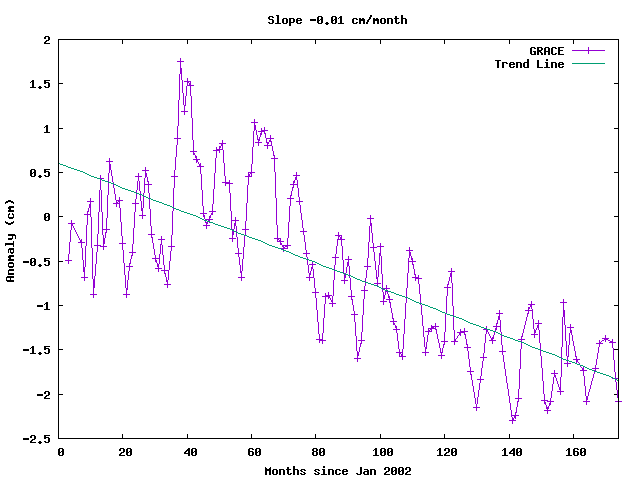 Slope -0.01 cm/month
GRACE
Trend Line
2
1.5
1
0.5
0
-0.5
-1
-1.5
-2
-2.5
Anomaly (cm)
0 20 40 60 80 100 120 140 160
Months since Jan 2002